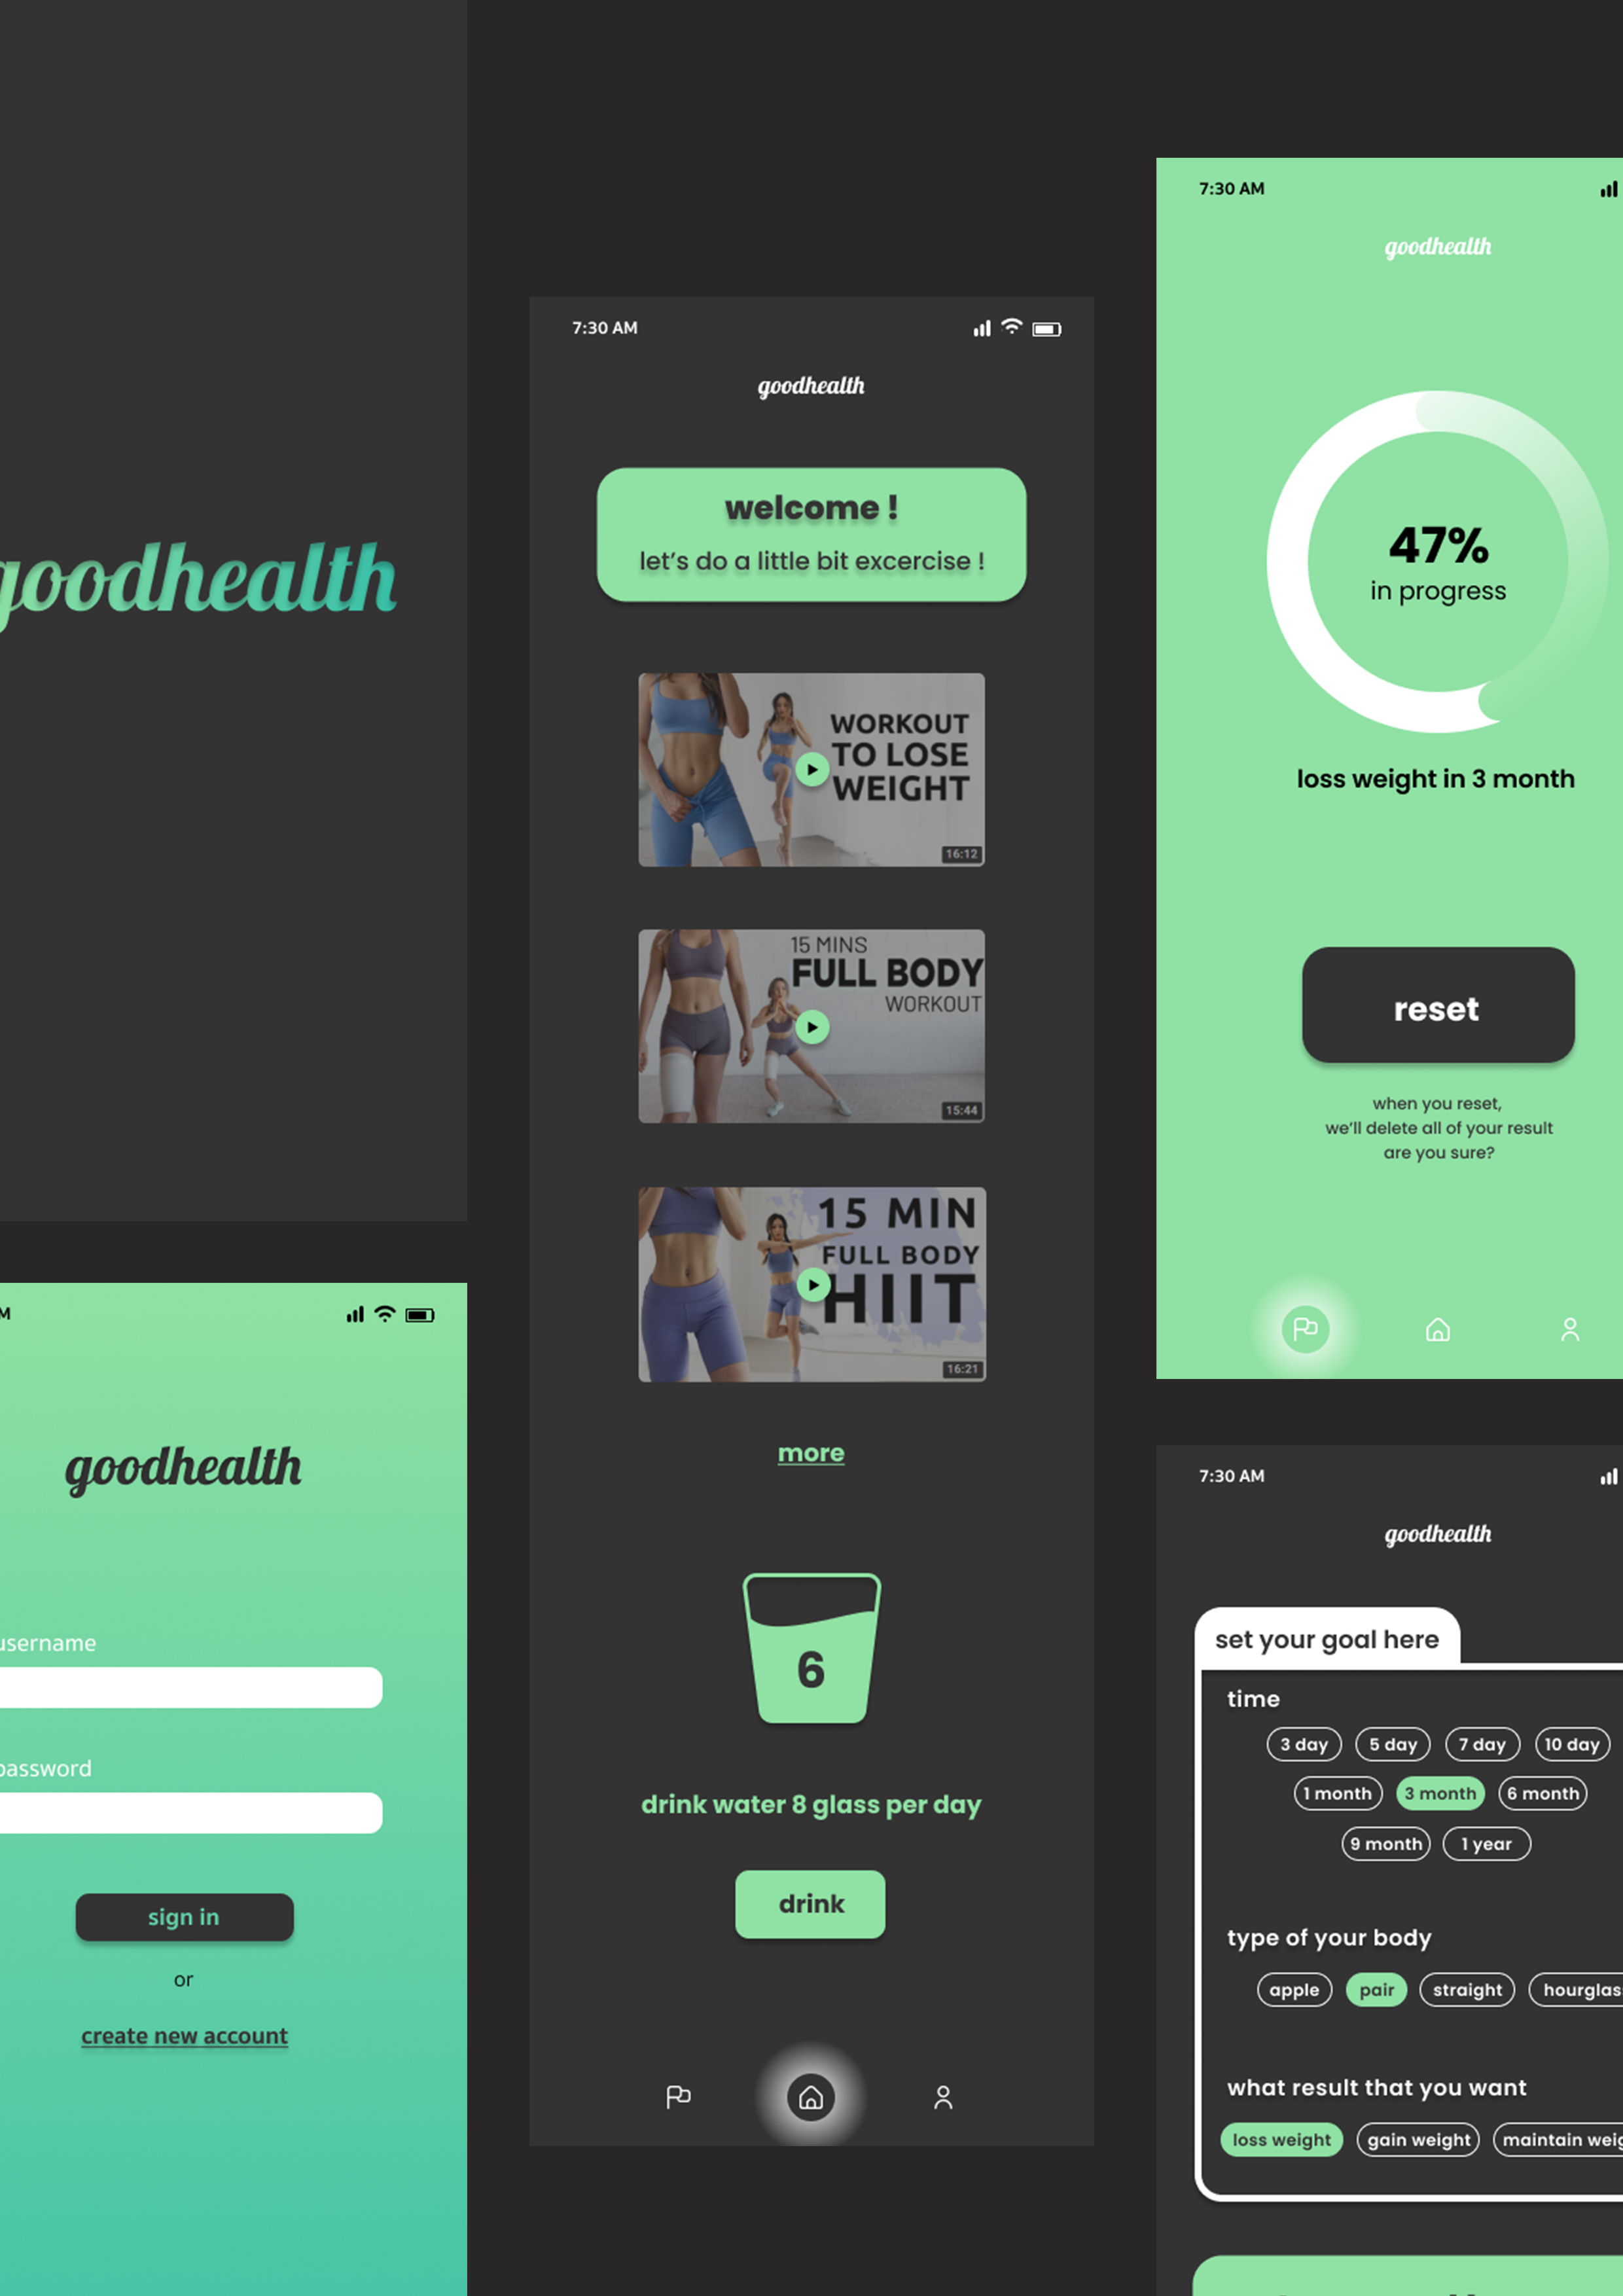 goodhealth
M
goodhealth
username
password
sign in
or
create new account
7:30 AM
goodhealth
welcome !
let's do a little bit excercise !
WORKOUT
TO LOSE
WEIGHT
16:12
15 MINS
FULL BODY
WORKOUT
15:44
15 MIN
FULL BODY
HIIT
16:21
more
6
drink water 8 glass per day
drink
7:30 AM
goodhealth
47%
in progress
loss weight in 3 month
reset
when you reset,
we'll delete all of your result
are you sure?
7:30 AM
goodhealth
set your goal here
time
3 day 5 day 7 day 10 day
1 month 3 month 6 month
9 month 1 year
type of your body
apple pair straight hourglas
what result that you want
loss weight gain weight maintain weig